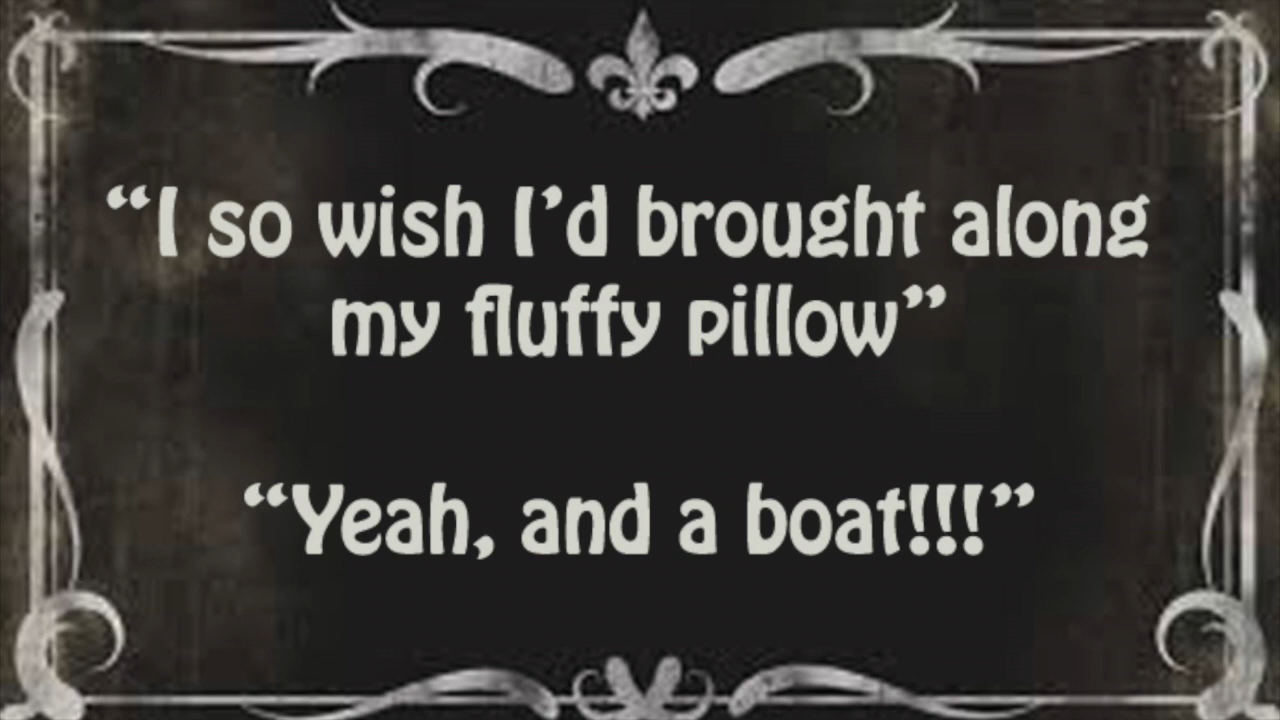 “I so wish I’d brought along
my fluffy pillow”
“Yeah, and a boat!!!”